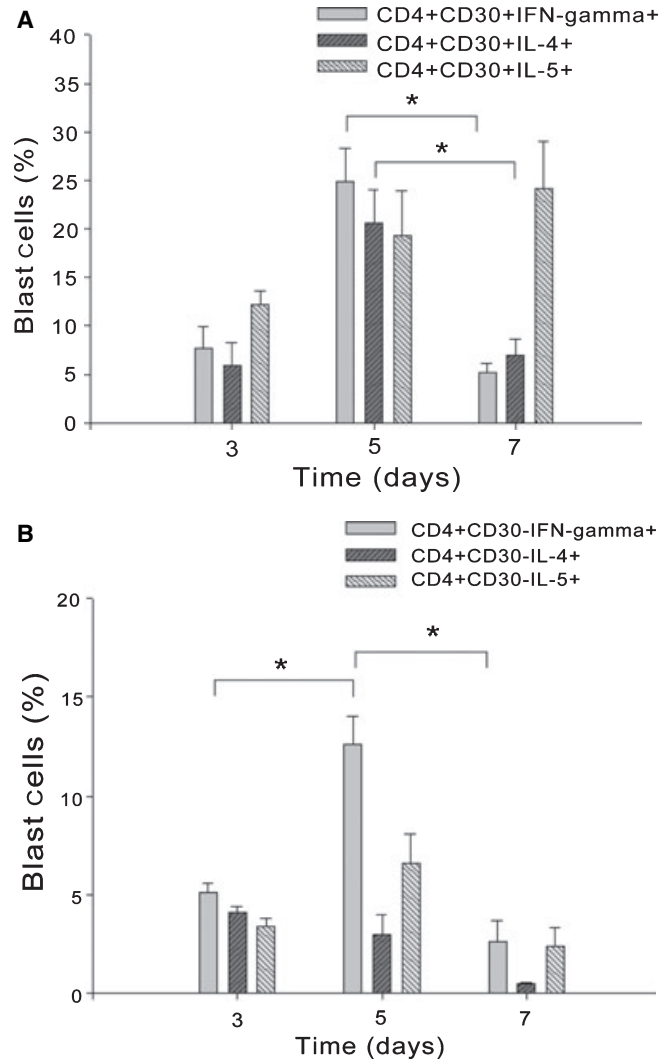 A
CD4+CD30+IFN-gamma+
CD4+CD30+IL-4+
CD4+CD30+IL-5+
40
35
30
25
20
15
10
5
0
Blast cells (%)
*
*
3 5 7
Time (days)
B
CD4+CD30-IFN-gamma+
CD4+CD30-IL-4+
CD4+CD30-IL-5+
20
15
10
5
0
Blast cells (%)
*
*
3 5 7
Time (days)